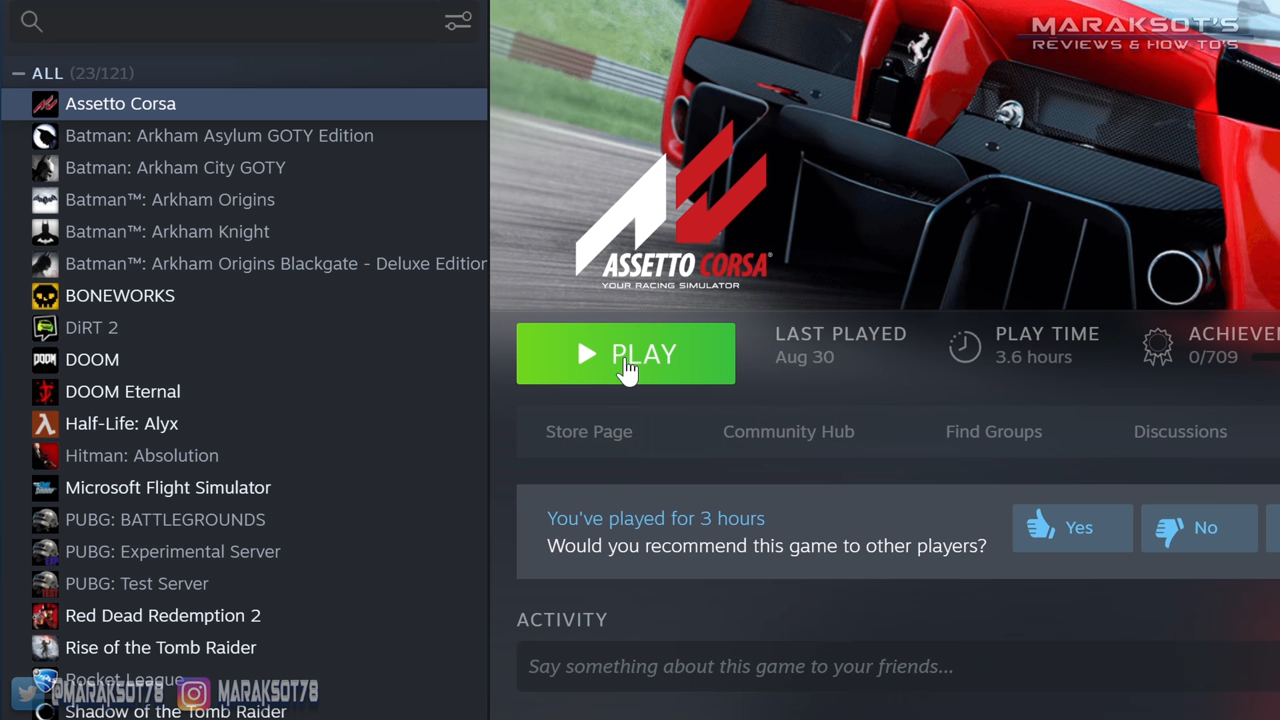 MARAKSOT'S
REVIEWS & HOW TO'S
ALL (23/121)
Assetto Corsa
Batman: Arkham Asylum GOTY Edition
Batman: Arkham City GOTY
Batman™: Arkham Origins
Batman™: Arkham Knight
Batman™: Arkham Origins Blackgate - Deluxe Edition
BONEWORKS
DiRT 2
DOOM
DOOM Eternal
Half-Life: Alyx
Hitman: Absolution
Microsoft Flight Simulator
PUBG: BATTLEGROUNDS
PUBG: Experimental Server
PUBG: Test Server
Red Dead Redemption 2
Rise of the Tomb Raider
Rocket League
@MARAKSOT78 MARAKSOT78
Shadow of the Tomb Raider
ASSETTO CORSA®
YOUR RACING SIMULATOR
PLAY
LAST PLAYED
Aug 30
PLAY TIME
3.6 hours
ACHIEVE
0/709
Store Page Community Hub Find Groups Discussions
You've played for 3 hours
Would you recommend this game to other players?
Yes No
ACTIVITY
Say something about this game to your friends...